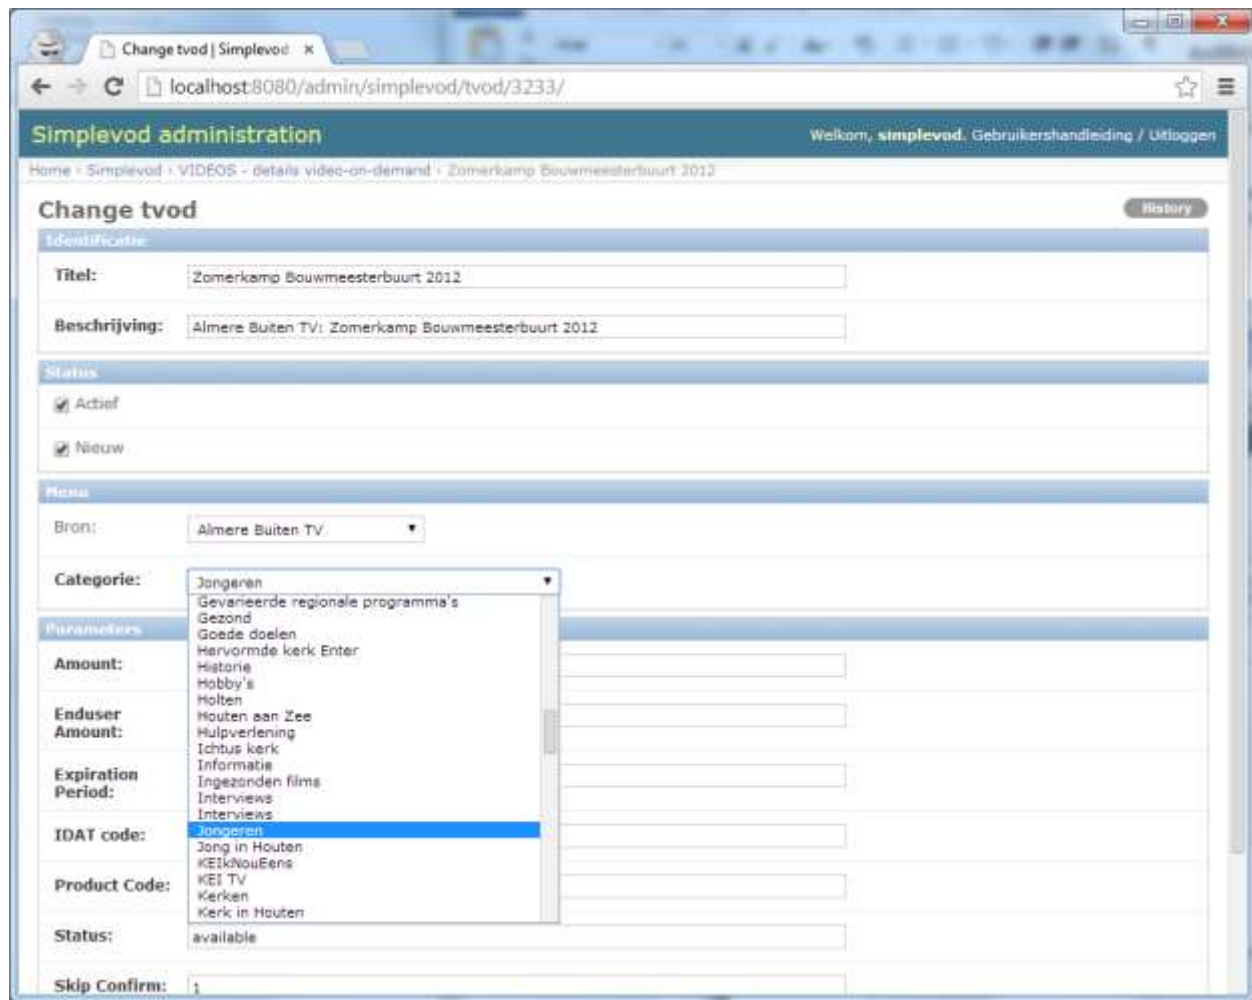 Change tvod | Simplevod
localhost:8080/admin/simplevod/tvod/3233/
Simplevod administration
Welkom, simplevod. Gebruikershandleiding / Uitloggen
Home › Simplevod › VIDEOS - details video-on-demand › Zomerkamp Bouwmeesterbuurt 2012
Change tvod
History
Identificatie
Titel: Zomerkamp Bouwmeesterbuurt 2012
Beschrijving: Almere Buiten TV: Zomerkamp Bouwmeesterbuurt 2012
Status
Actief
Nieuw
Menu
Bron: Almere Buiten TV
Categorie: Jongeren
Gevarieerde regionale programma's
Gezond
Goede doelen
Hervormde kerk Enter
Historie
Hobby's
Holten
Houten aan Zee
Hulpverlening
Ichtus kerk
Informatie
Ingezonden films
Interviews
Interviews
Jongeren
Jong in Houten
KEIkNouEens
KEI TV
Kerken
Kerk in Houten
Parameters
Amount:
Enduser Amount:
Expiration Period:
IDAT code:
Product Code:
Status: available
Skip Confirm: 1